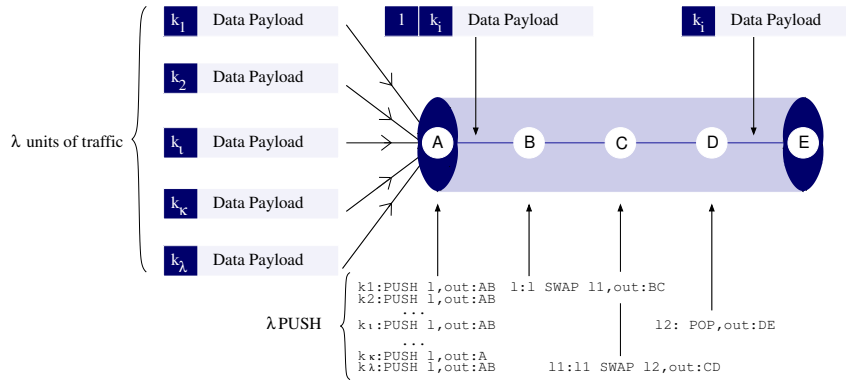 k1 Data Payload
l ki Data Payload
ki Data Payload
k2 Data Payload
λ units of traffic
kι Data Payload
A B C D E
kκ Data Payload
kλ Data Payload
k1:PUSH l,out:AB l:l SWAP l1,out:BC
k2:PUSH l,out:AB
...
λ PUSH
kι:PUSH l,out:AB
l2: POP,out:DE
...
kκ:PUSH l,out:A
kλ:PUSH l,out:AB
l1:l1 SWAP l2,out:CD